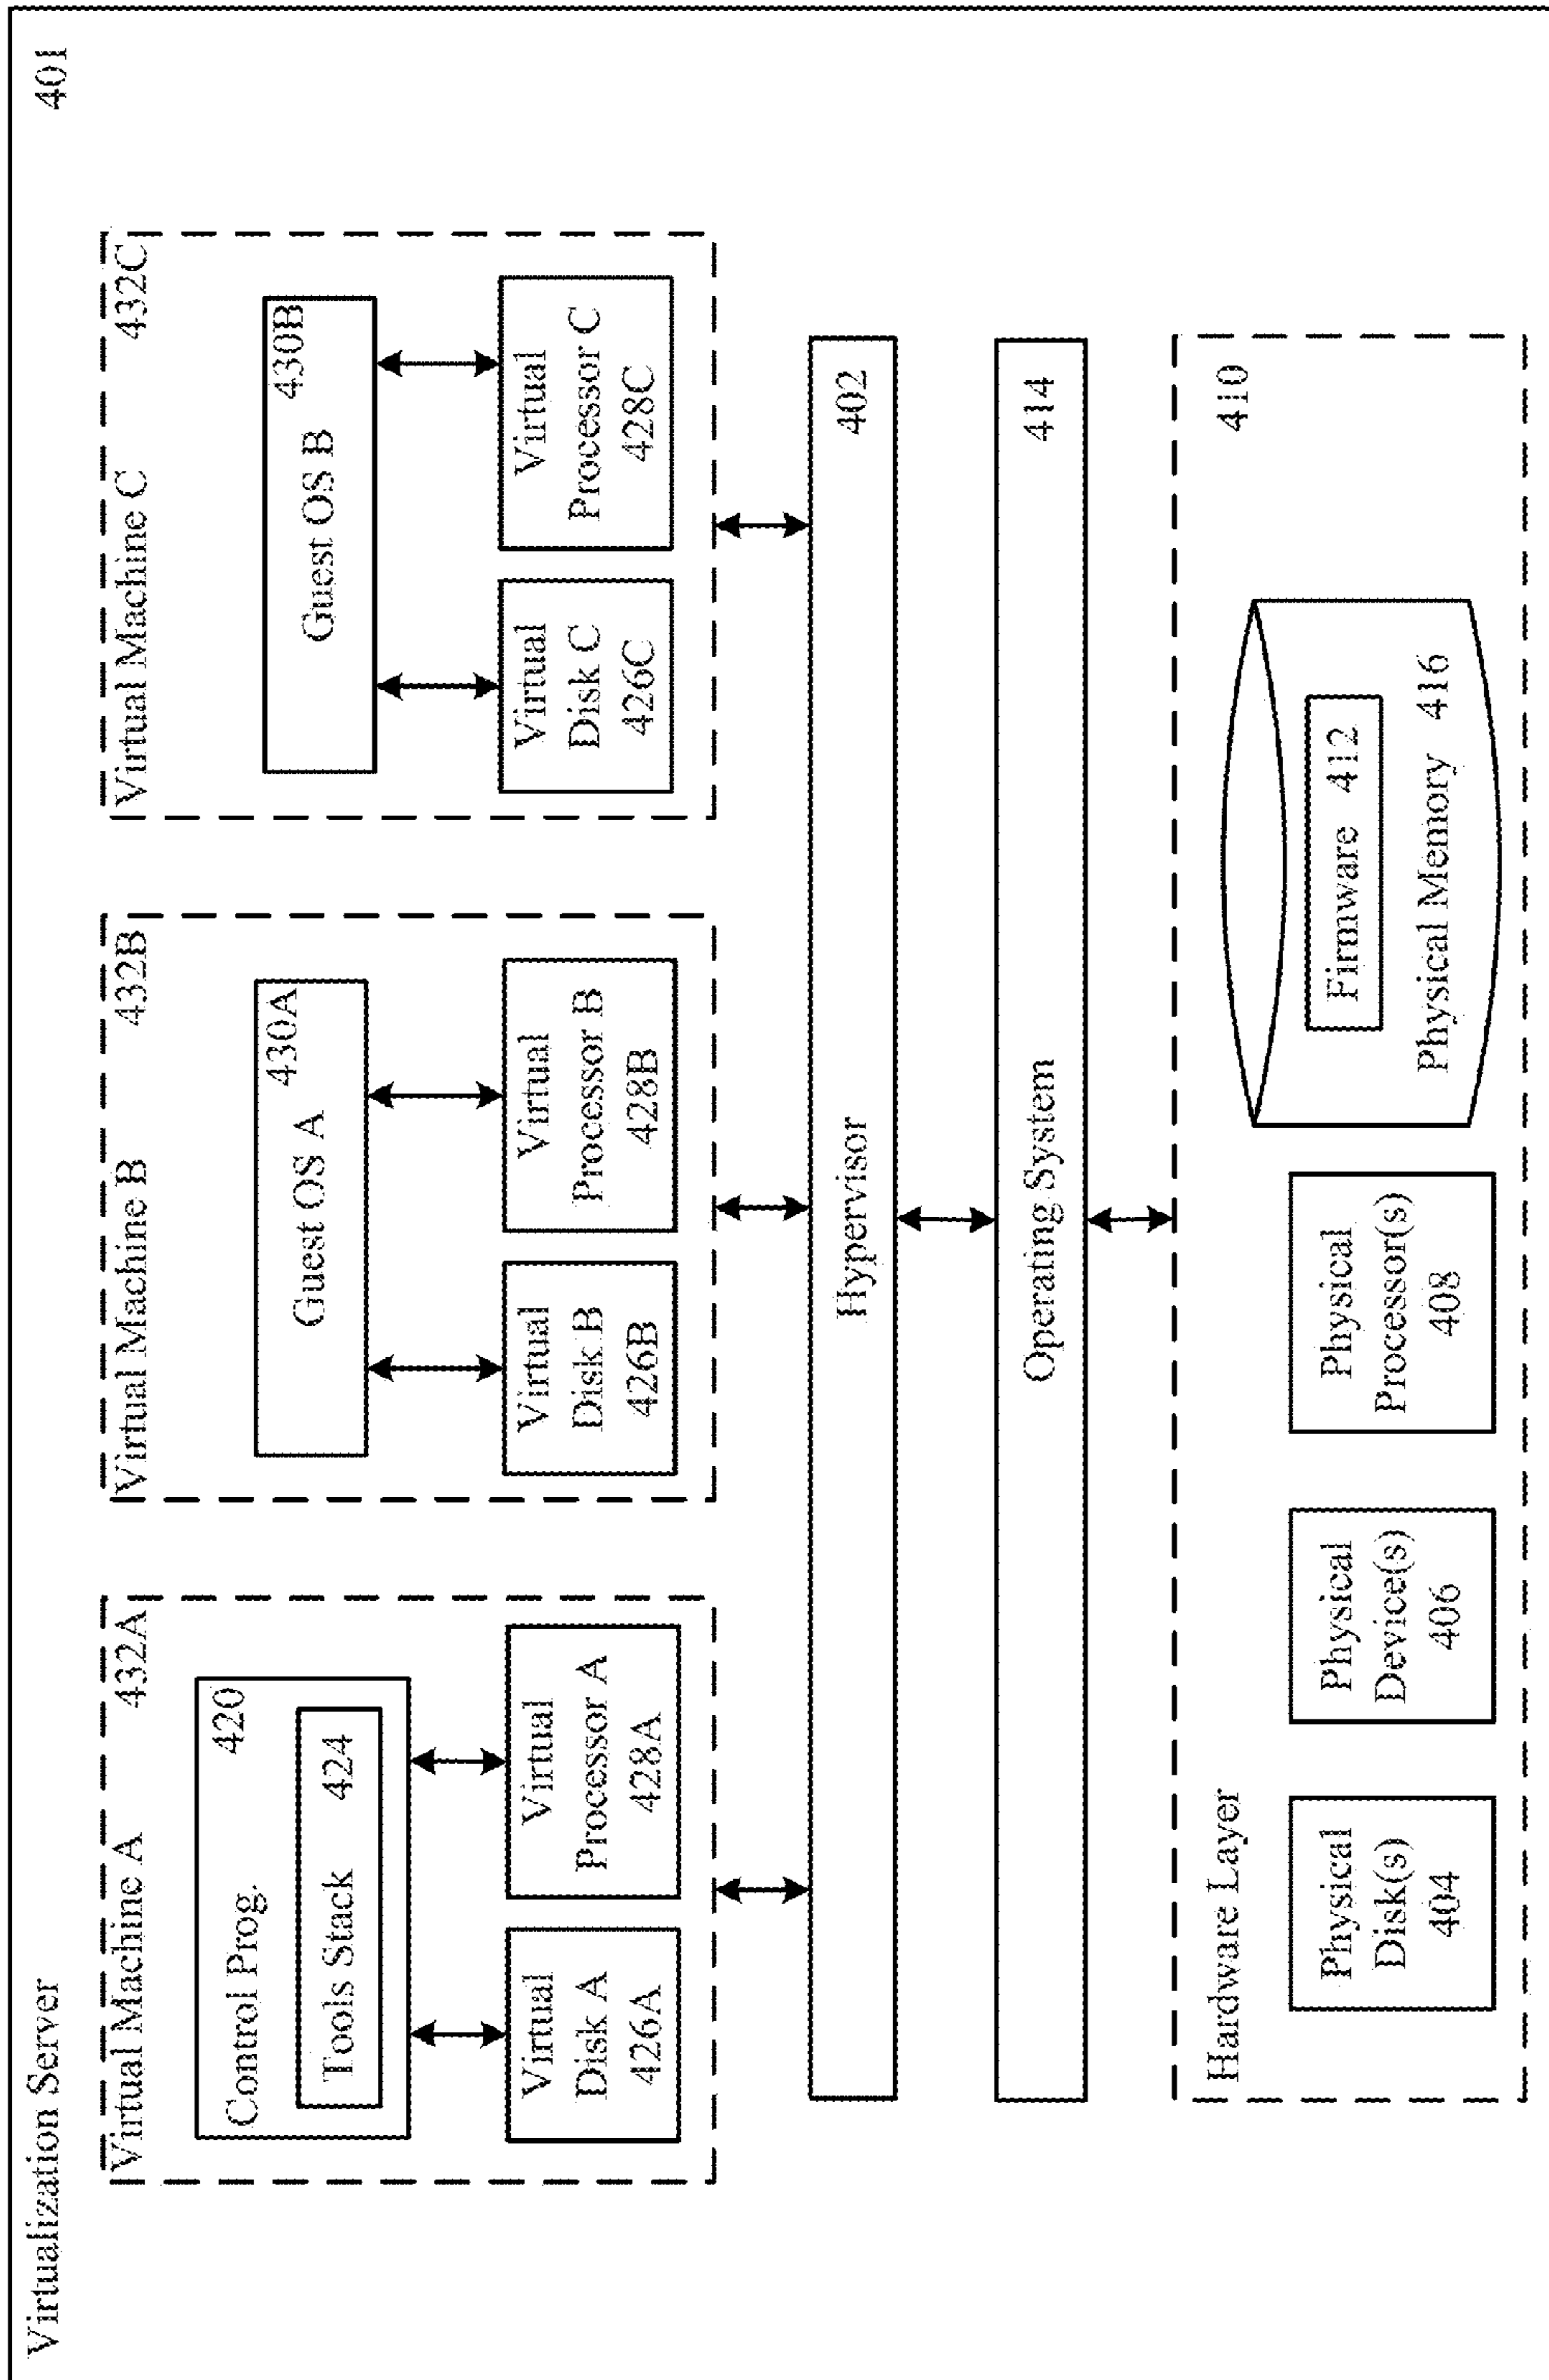 Virtualization Server 401
Virtual Machine A 432A
Control Prog. 420
Tools Stack 424
Virtual
Disk A
426A
Virtual
Processor A
428A
Virtual Machine B 432B
430A
Guest OS A
Virtual
Disk B
426B
Virtual
Processor B
428B
Virtual Machine C 432C
430B
Guest OS B
Virtual
Disk C
426C
Virtual
Processor C
428C
Hypervisor 402
Operating System 414
Hardware Layer 410
Physical
Disk(s)
404
Physical
Device(s)
406
Physical
Processor(s)
408
Firmware 412
Physical Memory 416